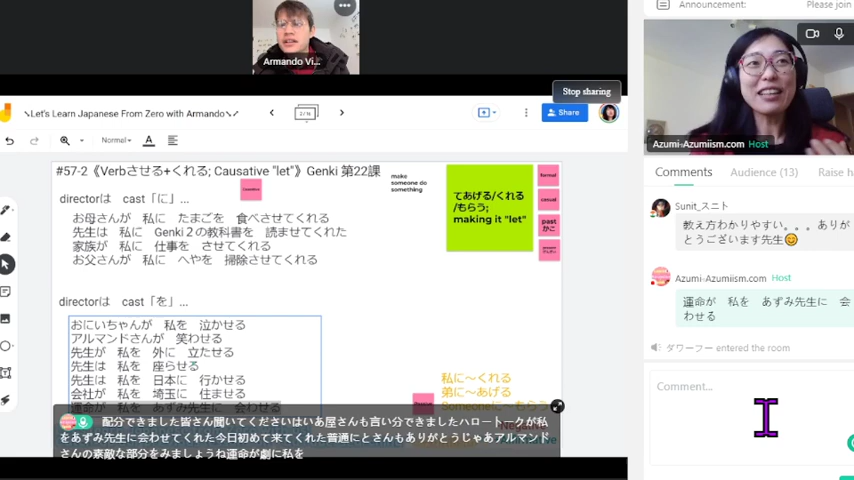 Announcement:
Please join
Armando Vi...
Stop sharing
↘Let's Learn Japanese From Zero with Armando↗↗
2/
Share
Normal
#57-2《Verbさせる+くれる; Causative "let"》Genki 第22課
make
someone do
something
directorは cast「に」...
Causative
お母さんが 私に たまごを 食べさせてくれる
先生は 私に Genki２の教科書を 読ませてくれた
家族が 私に 仕事を させてくれる
お父さんが 私に へやを 掃除させてくれる
てあげる/くれる
/もらう;
making it "let"
formal
casual
past
かこ
directorは cast「を」...
おにいちゃんが 私を 泣かせる
アルマンドさんが 笑わせる
先生が 私を 外に 立たせる
先生は 私を 座らせる
先生は 私を 日本に 行かせる
会社が 私を 埼玉に 住ませる
運命が 私を あずみ先生に 会わせる
私に～くれる
弟に～あげる
Someoneに～もらう
Negative
配分できました皆さん聞いてくださいはいあ屋さんも言い分できましたハロートークが私
をあずみ先生に会わせてくれた今日初めて来てくれた普通にとさんもありがとうじゃあアルマンド
さんの素敵な部分をみましょうね運命が劇に私を
Azumi-Azumiism.com Host
Comments
Audience (13)
Raise h
Sunit_スニト
教え方わかりやすい。。。ありが
とうございます先生😊
Azumi-Azumiism.com Host
運命が 私を あずみ先生に 会
わせる
ダワーフー entered the room
Comment...